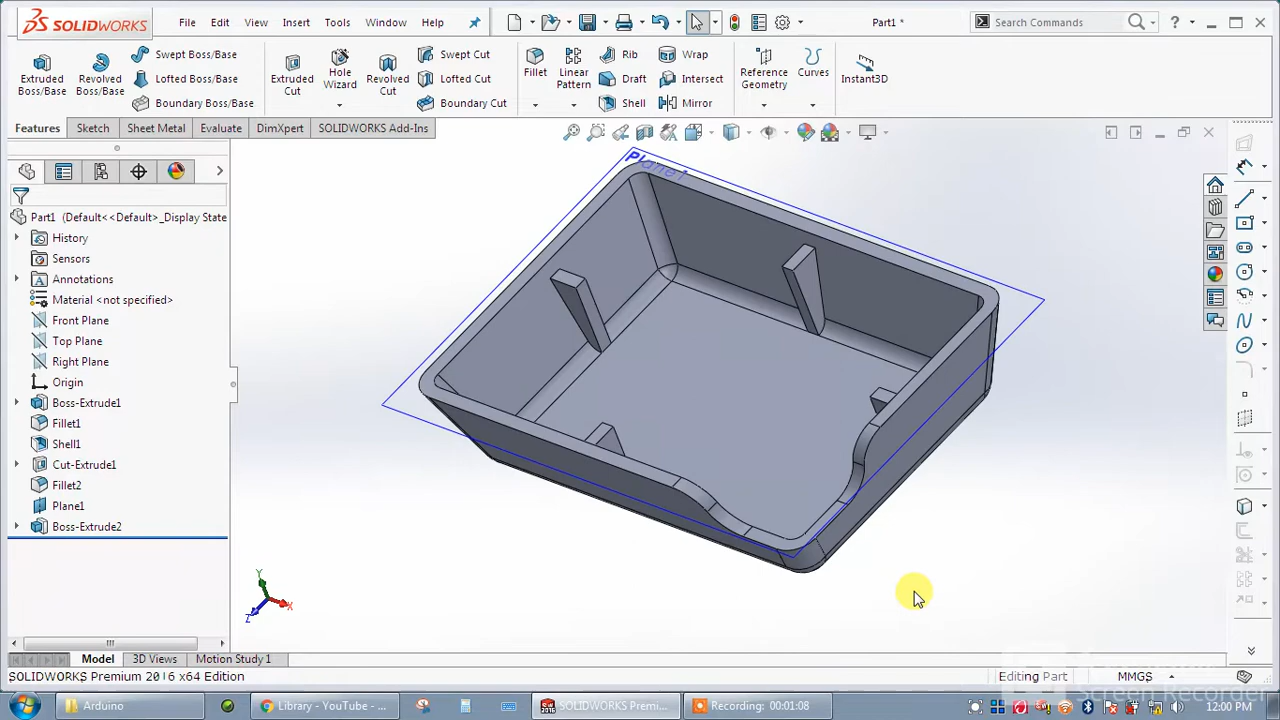 SOLIDWORKS
File Edit View Insert Tools Window Help
Part1 *
Search Commands
Extruded Boss/Base
Revolved Boss/Base
Swept Boss/Base
Lofted Boss/Base
Boundary Boss/Base
Extruded Cut
Hole Wizard
Revolved Cut
Swept Cut
Lofted Cut
Boundary Cut
Fillet
Linear Pattern
Rib
Draft
Shell
Wrap
Intersect
Mirror
Reference Geometry
Curves
Instant3D
Features Sketch Sheet Metal Evaluate DimXpert SOLIDWORKS Add-Ins
Part1 (Default<<Default>_Display State
History
Sensors
Annotations
Material <not specified>
Front Plane
Top Plane
Right Plane
Origin
Boss-Extrude1
Fillet1
Shell1
Cut-Extrude1
Fillet2
Plane1
Boss-Extrude2
Plane1
Y
X
Z
Model 3D Views Motion Study 1
SOLIDWORKS Premium 2016 x64 Edition
Editing Part
MMGS
Screen Recorder
Arduino
Library - YouTube - ...
SOLIDWORKS Premi...
Recording: 00:01:08
12:00 PM